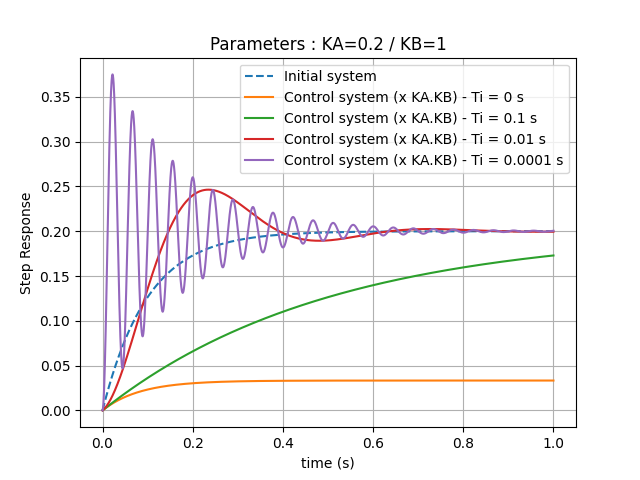 Parameters : KA=0.2 / KB=1
Initial system
Control system (x KA.KB) - Ti = 0 s
Control system (x KA.KB) - Ti = 0.1 s
Control system (x KA.KB) - Ti = 0.01 s
Control system (x KA.KB) - Ti = 0.0001 s
Step Response
0.35
0.30
0.25
0.20
0.15
0.10
0.05
0.00
0.0 0.2 0.4 0.6 0.8 1.0
time (s)